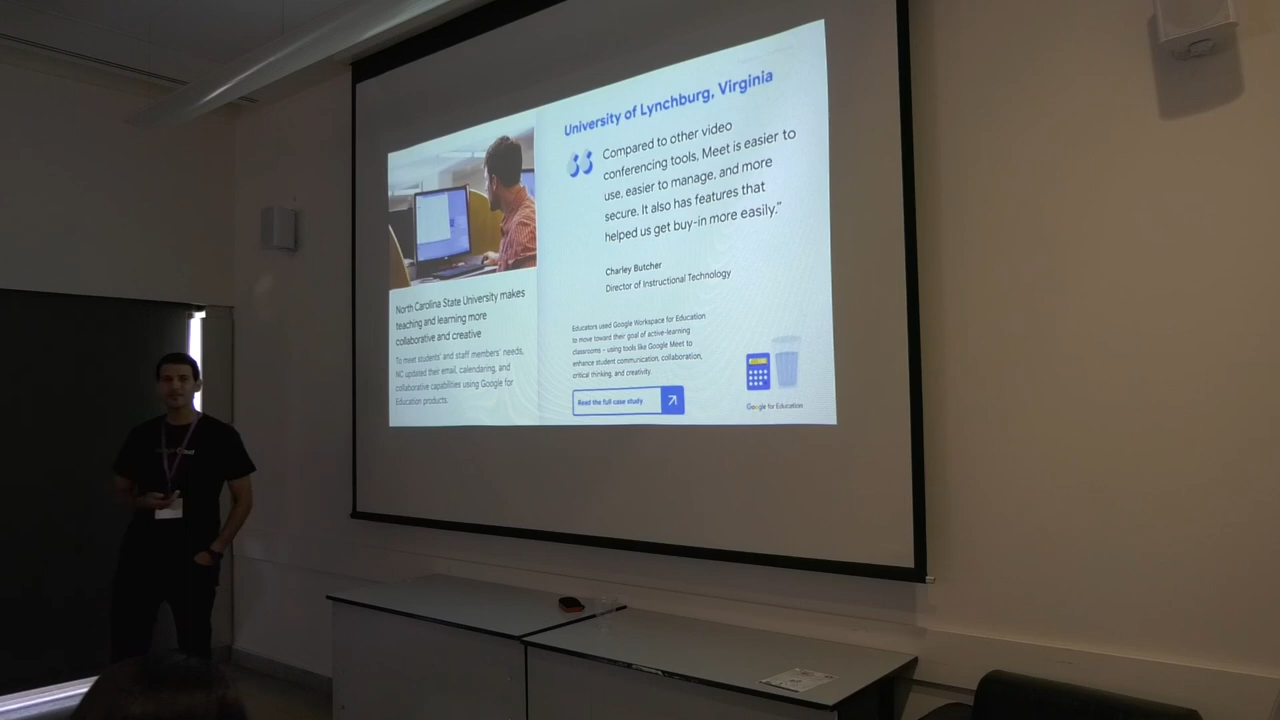 North Carolina State University makes
teaching and learning more
collaborative and creative
To meet students' and staff members' needs,
NC updated their email, calendaring, and
collaborative capabilities using Google for
Education products.
University of Lynchburg, Virginia
Compared to other video
conferencing tools, Meet is easier to
use, easier to manage, and more
secure. It also has features that
helped us get buy-in more easily.”
Charley Butcher
Director of Instructional Technology
Educators used Google Workspace for Education
to move toward their goal of active-learning
classrooms – using tools like Google Meet to
enhance student communication, collaboration,
critical thinking, and creativity.
Read the full case study
Google for Education
Cloud